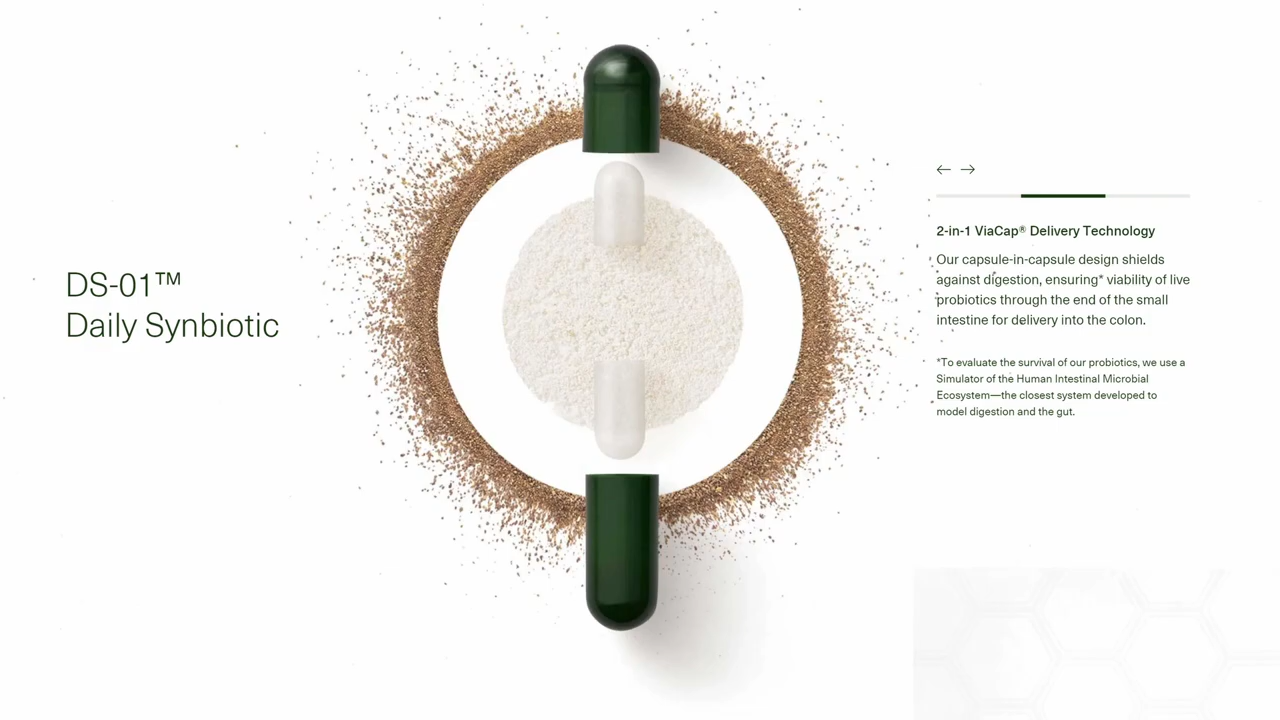 DS-01™
Daily Synbiotic
2-in-1 ViaCap® Delivery Technology
Our capsule-in-capsule design shields
against digestion, ensuring* viability of live
probiotics through the end of the small
intestine for delivery into the colon.
*To evaluate the survival of our probiotics, we use a
Simulator of the Human Intestinal Microbial
Ecosystem—the closest system developed to
model digestion and the gut.